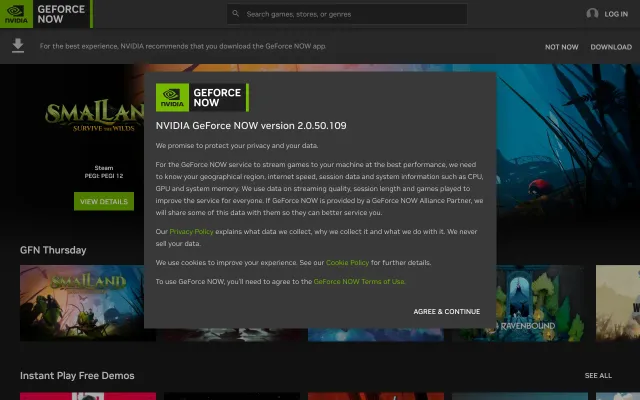 NVIDIA
GEFORCE
NOW
Search games, stores, or genres
LOG IN
For the best experience, NVIDIA recommends that you download the GeForce NOW app
NOT NOW
DOWNLOAD
SMALLAND
SURVIVE THE WILDS
Steam
PEGI: PEGI 12
VIEW DETAILS
NVIDIA
GEFORCE
NOW
NVIDIA GeForce NOW version 2.0.50.109
We promise to protect your privacy and your data.
For the GeForce NOW service to stream games to your machine at the best performance, we need
to know your geographical region, internet speed, session data and system information such as CPU,
GPU and system memory. We use data on streaming quality, session length and games played to
improve the service for everyone. If GeForce NOW is provided by a GeForce NOW Alliance Partner, we
will share some of this data with them so they can better service you.
Our Privacy Policy explains what data we collect, why we collect it and what we do with it. We never
sell your data.
We use cookies to improve your experience. See our Cookie Policy for further details.
To use GeForce NOW, you'll need to agree to the GeForce NOW Terms of Use.
AGREE & CONTINUE
GFN Thursday
SMALLAND
RAVENBOUND
Instant Play Free Demos
SEE ALL